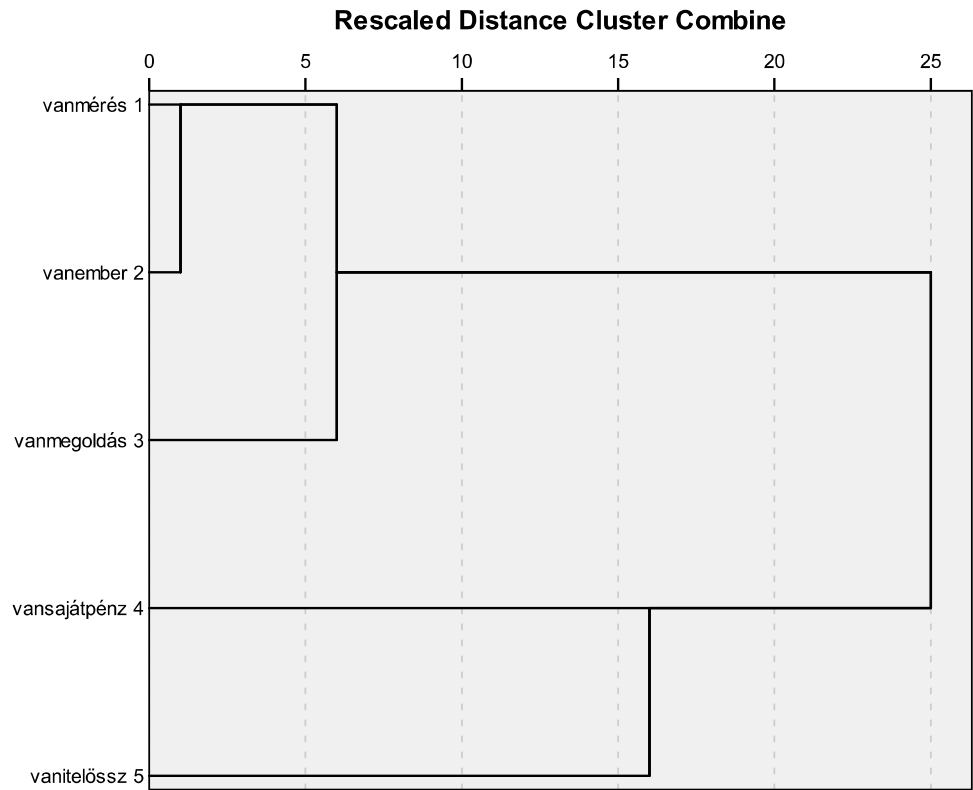 Rescaled Distance Cluster Combine
0 5 10 15 20 25
vanmérés 1
vanember 2
vanmegoldás 3
vansajátpénz 4
vanitelössz 5